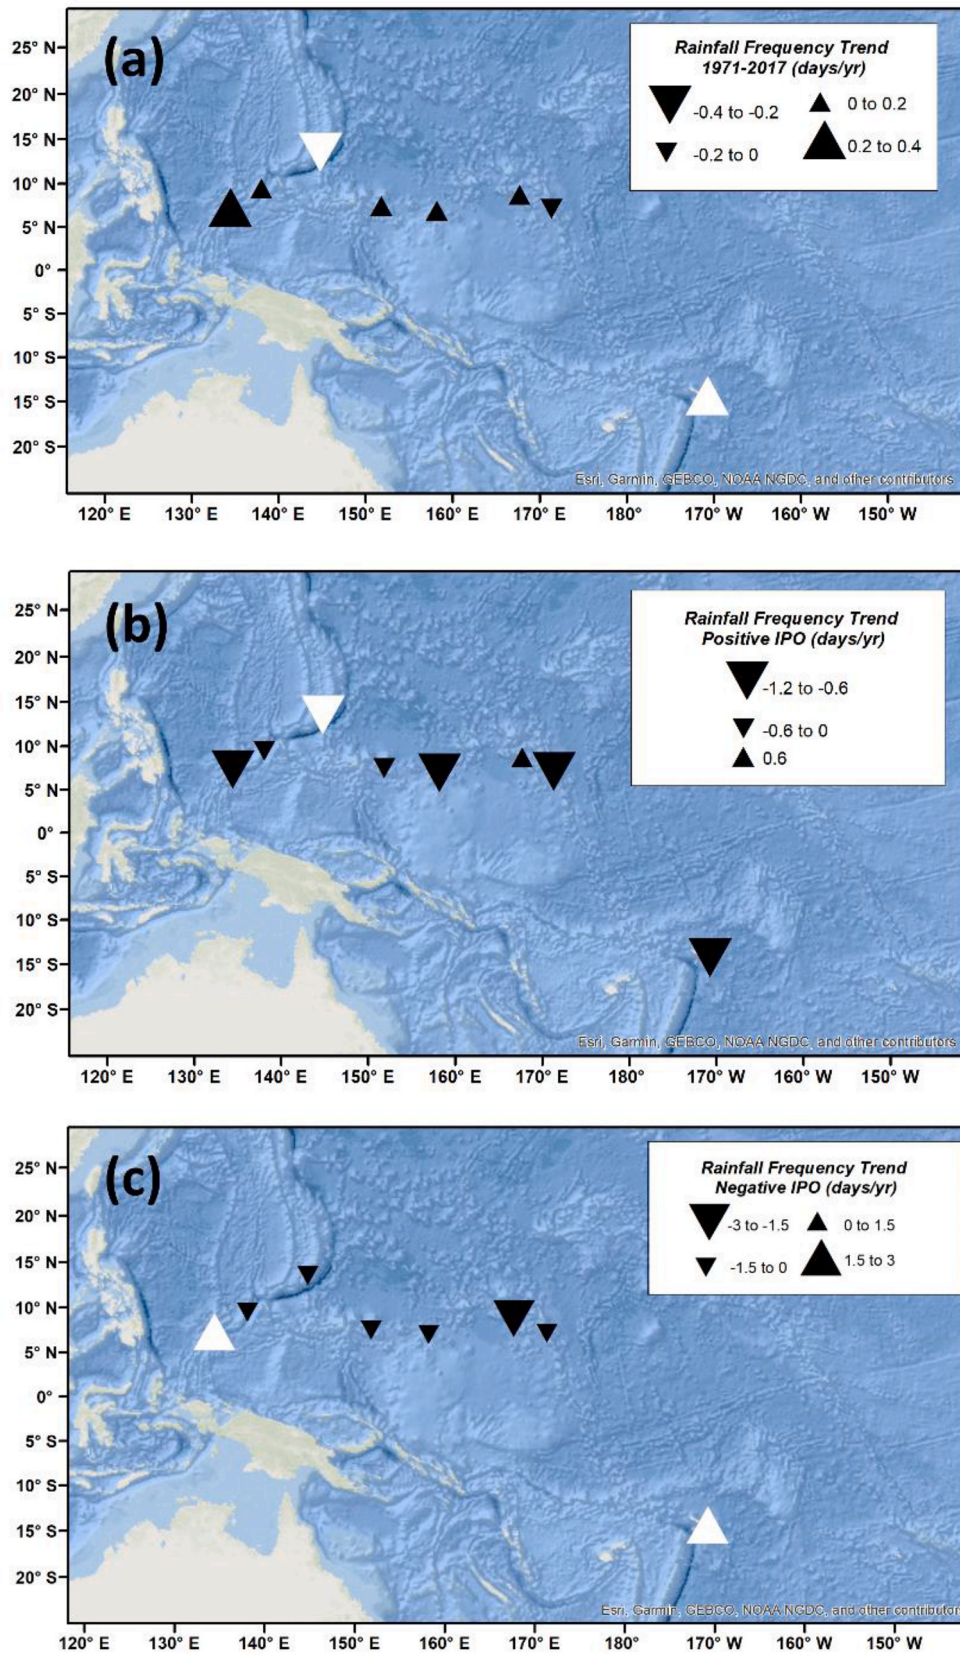 (a)
Rainfall Frequency Trend
1971-2017 (days/yr)
-0.4 to -0.2
0 to 0.2
-0.2 to 0
0.2 to 0.4
25° N
20° N
15° N
10° N
5° N
0°
5° S
10° S
15° S
20° S
Esri, Garmin, GEBCO, NOAA NGDC, and other contributors
120° E 130° E 140° E 150° E 160° E 170° E 180° 170° W 160° W 150° W
(b)
Rainfall Frequency Trend
Positive IPO (days/yr)
-1.2 to -0.6
-0.6 to 0
0.6
25° N
20° N
15° N
10° N
5° N
0°
5° S
10° S
15° S
20° S
Esri, Garmin, GEBCO, NOAA NGDC, and other contributors
120° E 130° E 140° E 150° E 160° E 170° E 180° 170° W 160° W 150° W
(c)
Rainfall Frequency Trend
Negative IPO (days/yr)
-3 to -1.5
0 to 1.5
-1.5 to 0
1.5 to 3
25° N
20° N
15° N
10° N
5° N
0°
5° S
10° S
15° S
20° S
Esri, Garmin, GEBCO, NOAA NGDC, and other contributor
120° E 130° E 140° E 150° E 160° E 170° E 180° 170° W 160° W 150° W